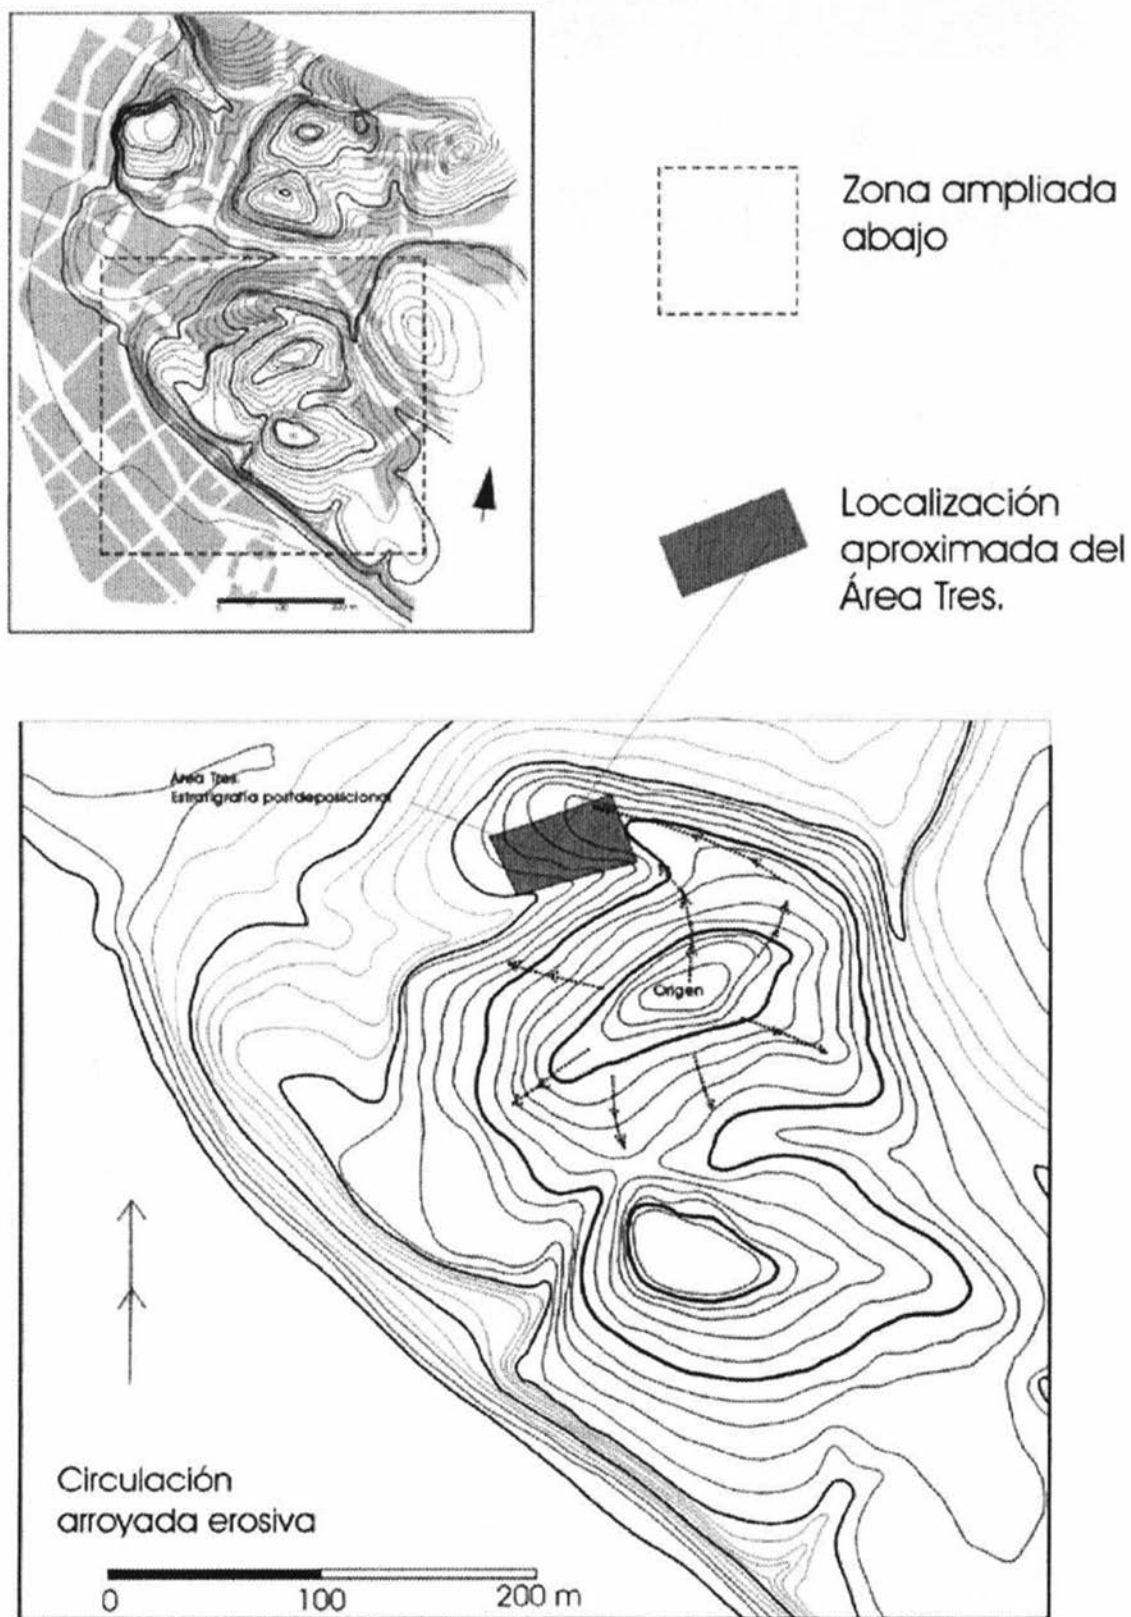 Zona ampliada
abajo
Localización
aproximada del
Área Tres.
Área Tres.
Estratigrafía postdeposicional
Origen
Circulación
arroyada erosiva
0 100 200 m